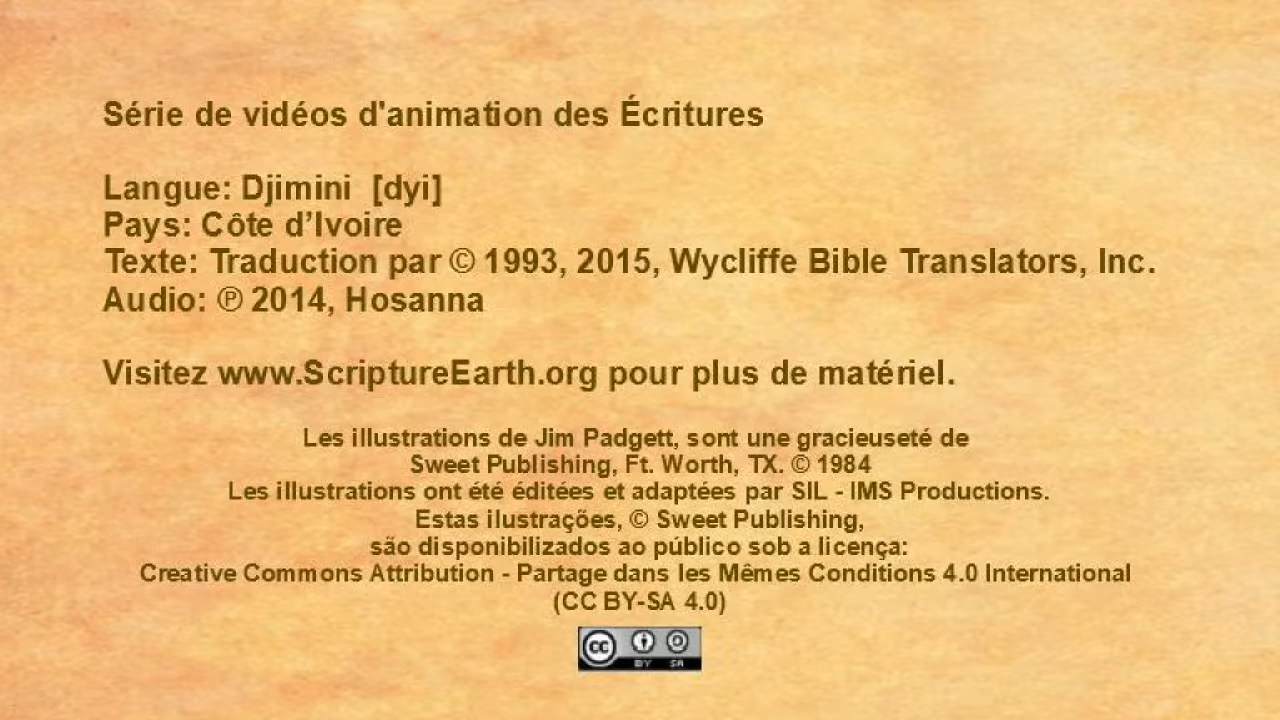 Série de vidéos d'animation des Écritures
Langue: Djimini [dyi]
Pays: Côte d’Ivoire
Texte: Traduction par © 1993, 2015, Wycliffe Bible Translators, Inc.
Audio: ℗ 2014, Hosanna
Visitez www.ScriptureEarth.org pour plus de matériel.
Les illustrations de Jim Padgett, sont une gracieuseté de
Sweet Publishing, Ft. Worth, TX. © 1984
Les illustrations ont été éditées et adaptées par SIL - IMS Productions.
Estas ilustrações, © Sweet Publishing,
são disponibilizados ao público sob a licença:
Creative Commons Attribution - Partage dans les Mêmes Conditions 4.0 International
(CC BY-SA 4.0)
cc BY SA